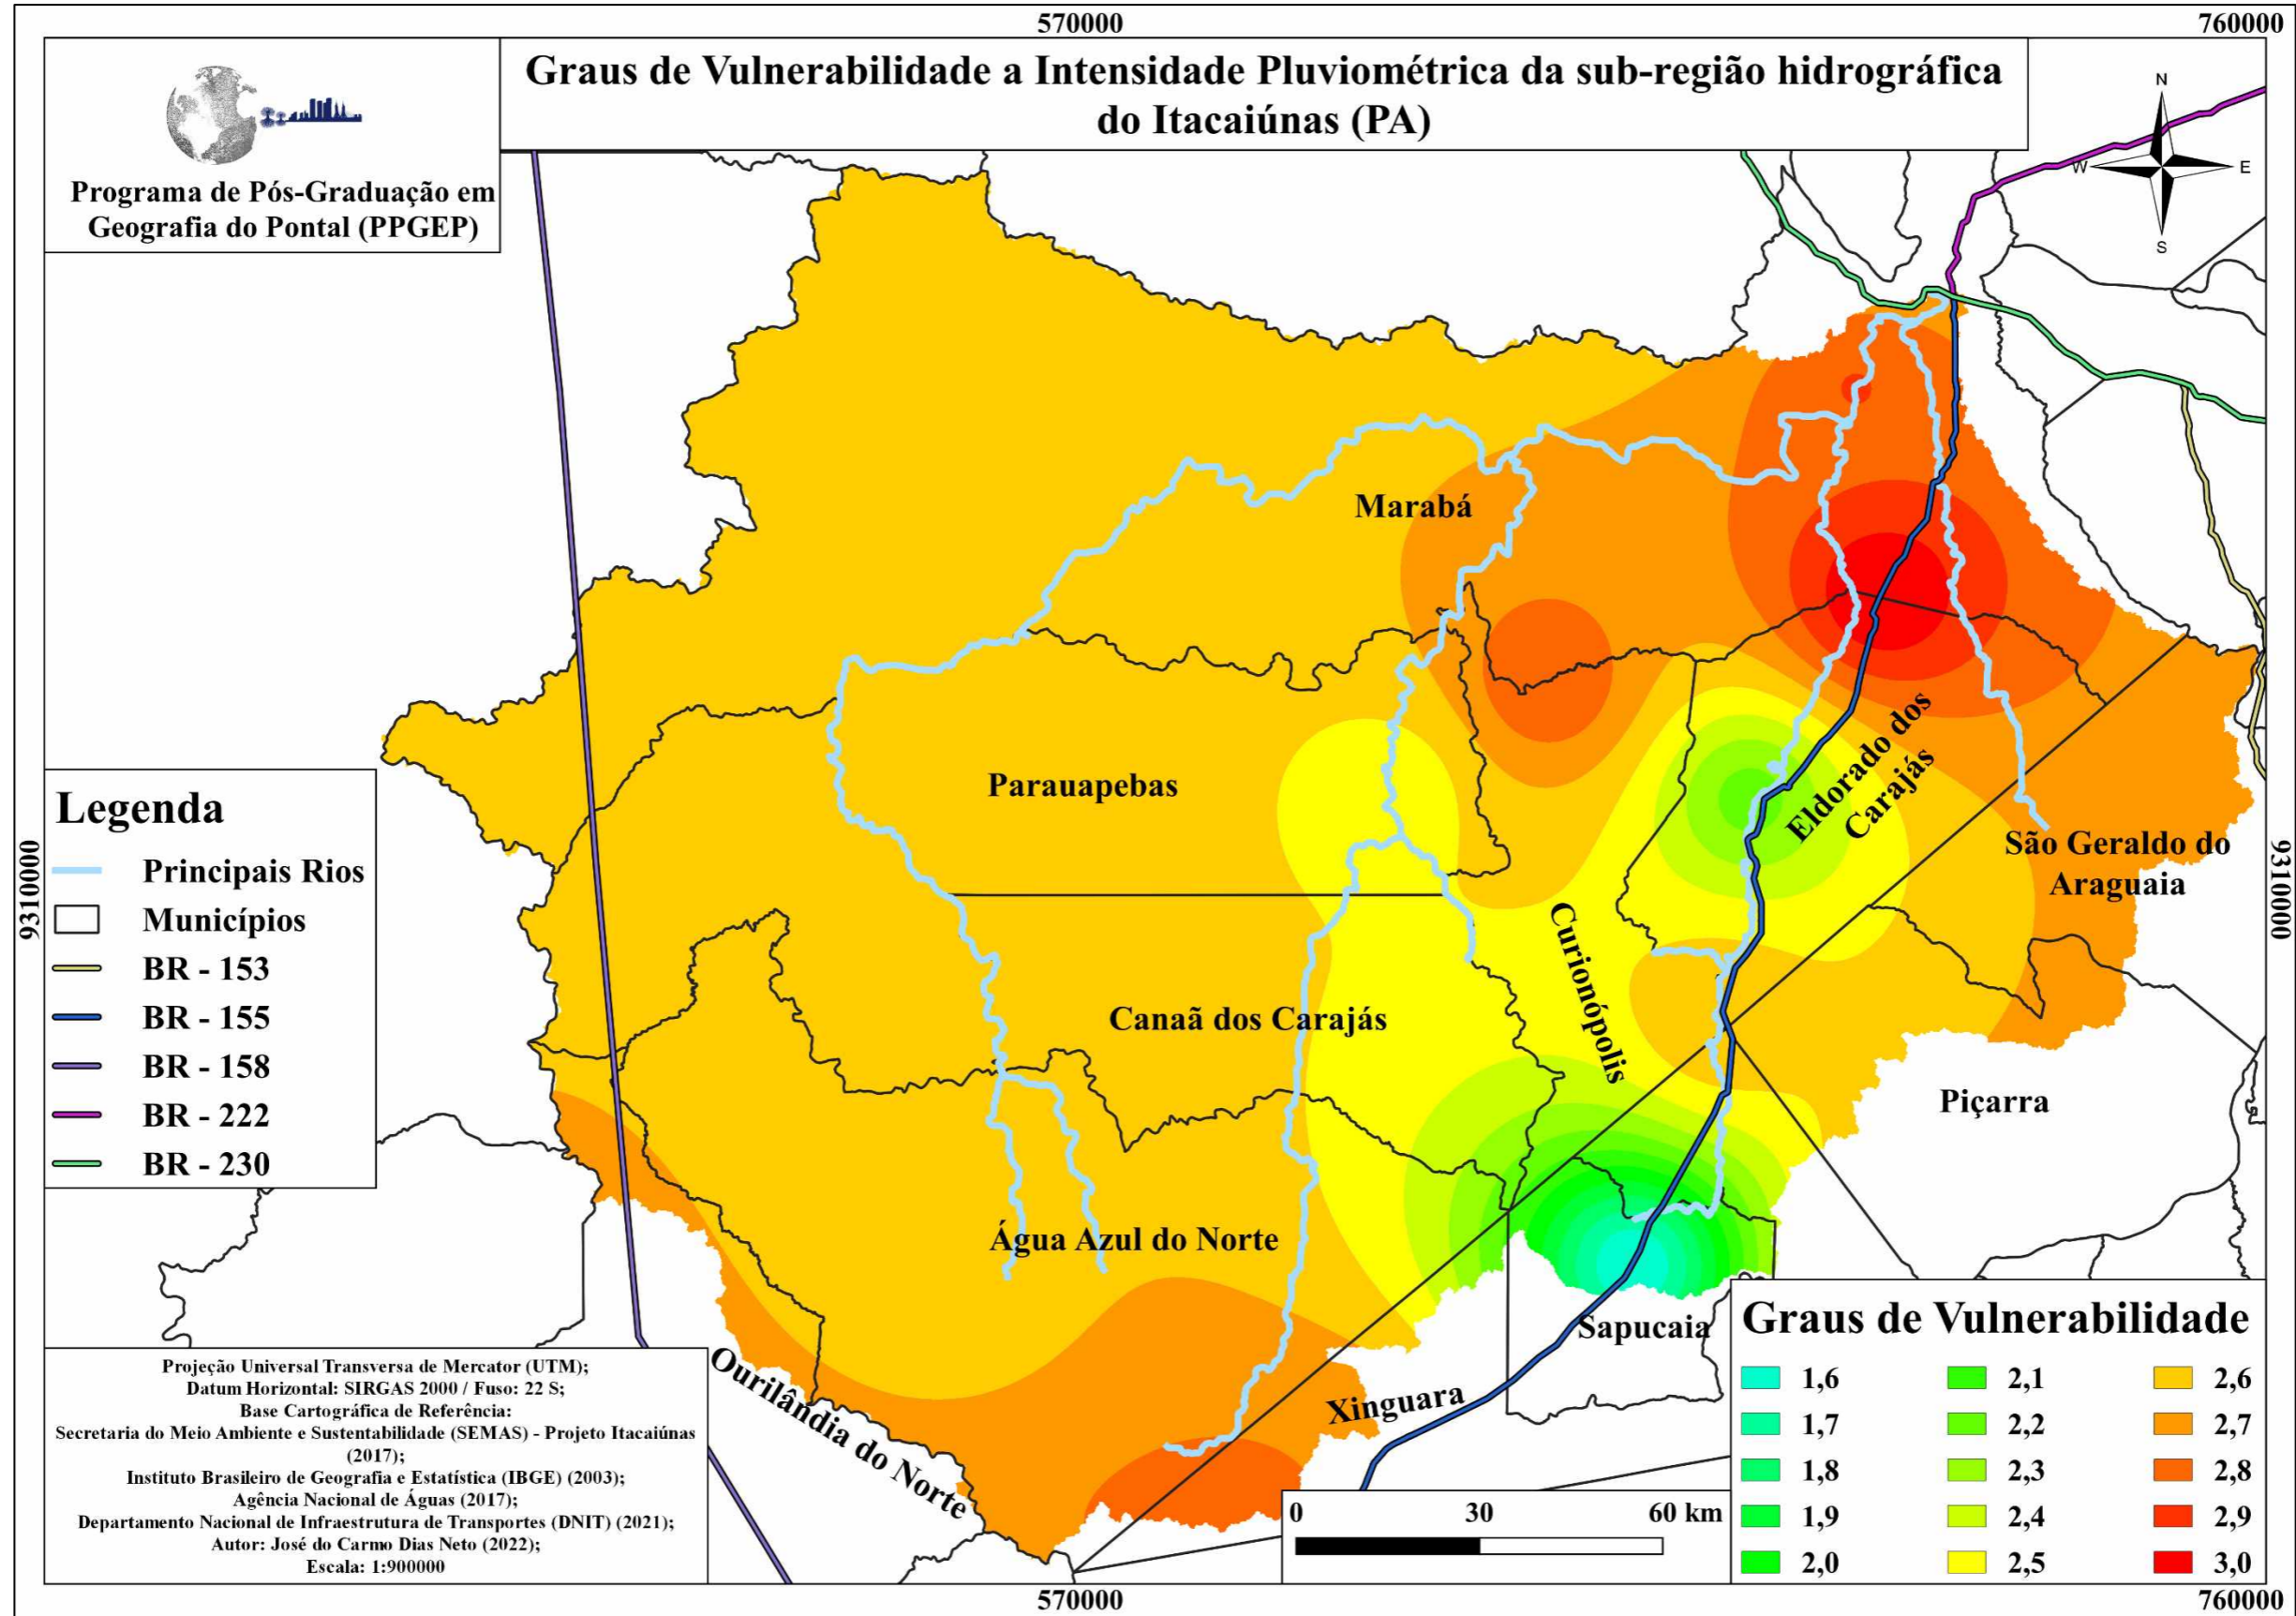 570000
760000
Graus de Vulnerabilidade a Intensidade Pluviométrica da sub-região hidrográfica
do Itacaiúnas (PA)
Programa de Pós-Graduação em
Geografia do Pontal (PPGEP)
N
W
E
S
Marabá
Parauapebas
Eldorado dos
Carajás
São Geraldo do
Araguaia
Curionópolis
Canaã dos Carajás
Piçarra
Água Azul do Norte
Sapucaia
Xinguara
Ourilândia do Norte
9310000
9310000
Legenda
Principais Rios
Municípios
BR - 153
BR - 155
BR - 158
BR - 222
BR - 230
Projeção Universal Transversa de Mercator (UTM);
Datum Horizontal: SIRGAS 2000 / Fuso: 22 S;
Base Cartográfica de Referência:
Secretaria do Meio Ambiente e Sustentabilidade (SEMAS) - Projeto Itacaiúnas
(2017);
Instituto Brasileiro de Geografia e Estatística (IBGE) (2003);
Agência Nacional de Águas (2017);
Departamento Nacional de Infraestrutura de Transportes (DNIT) (2021);
Autor: José do Carmo Dias Neto (2022);
Escala: 1:900000
0 30 60 km
Graus de Vulnerabilidade
1,6 2,1 2,6
1,7 2,2 2,7
1,8 2,3 2,8
1,9 2,4 2,9
2,0 2,5 3,0
570000
760000